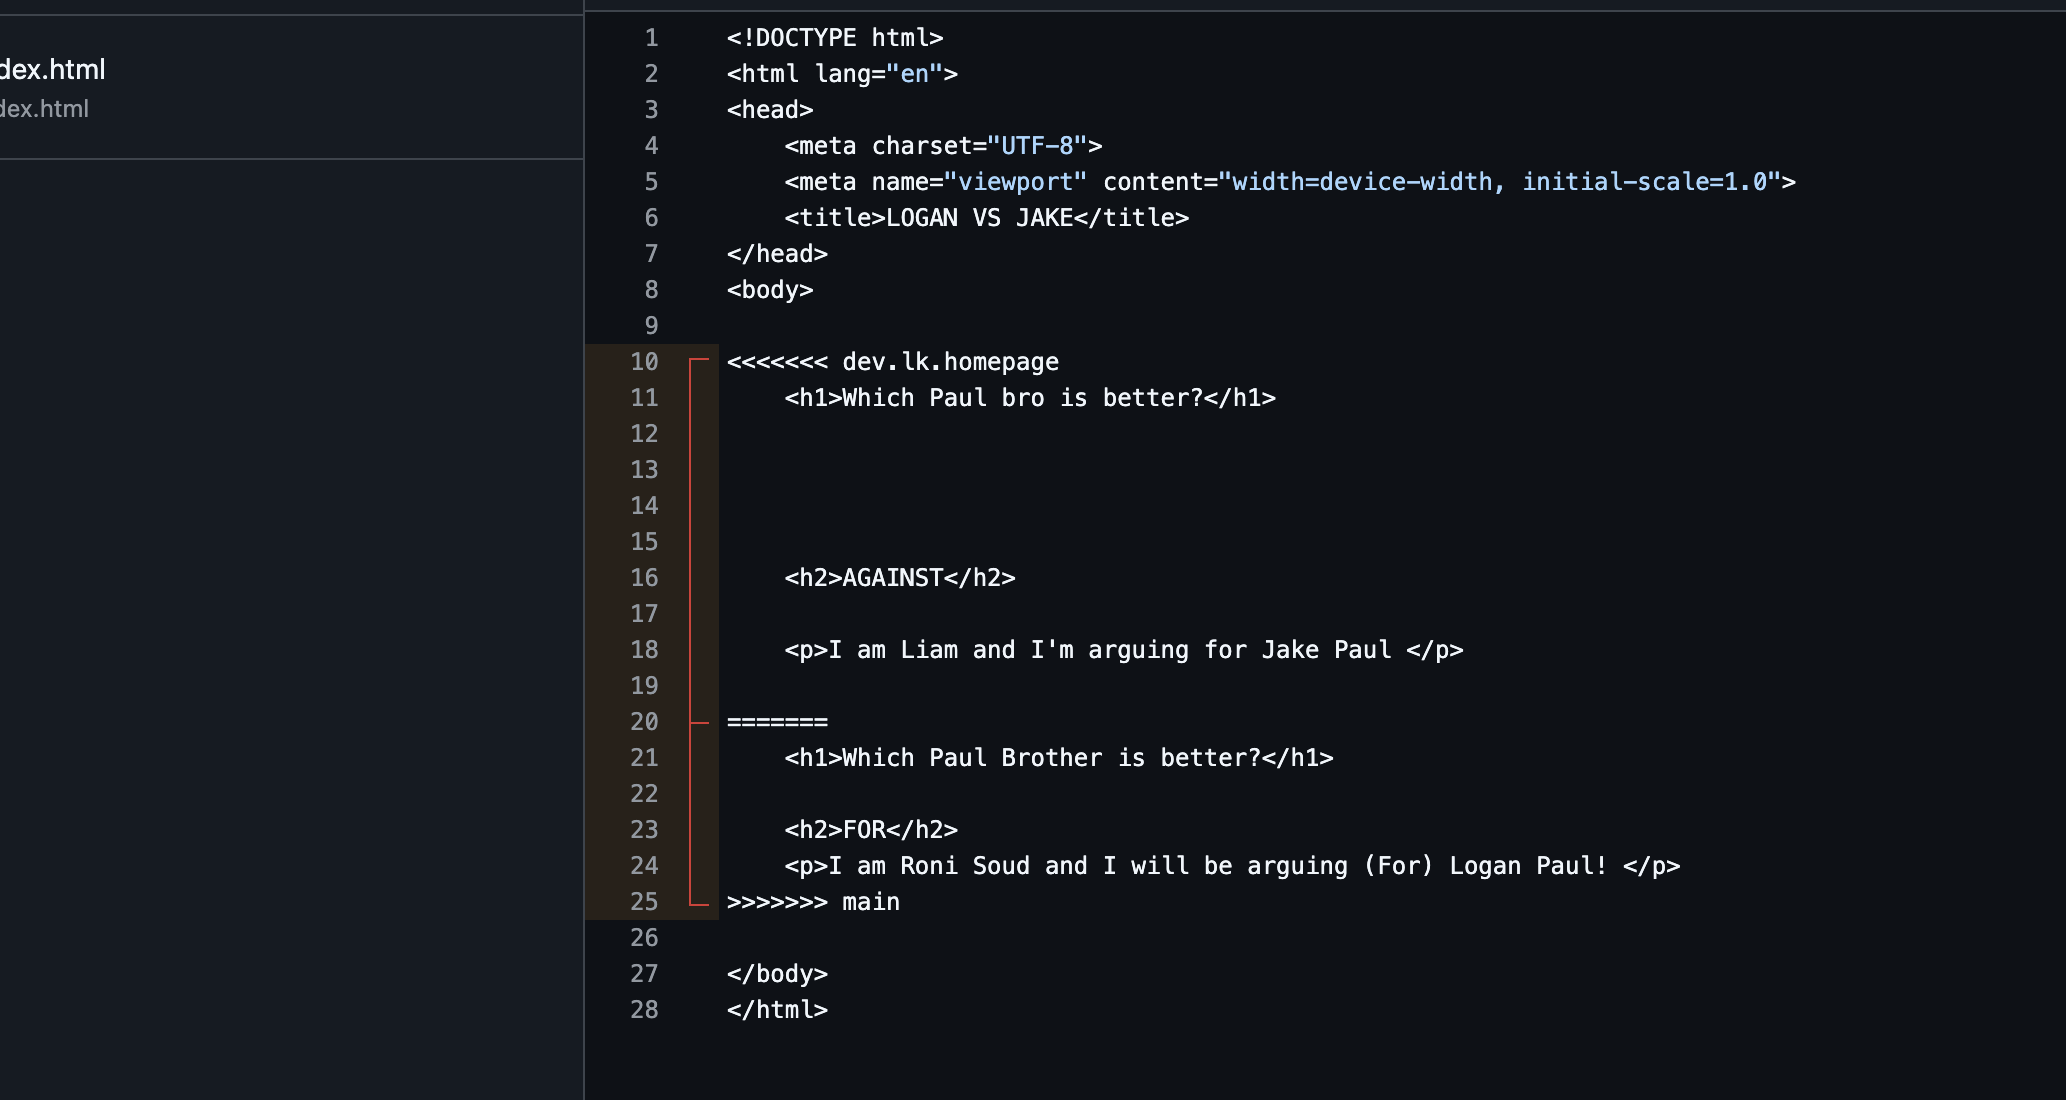 dex.html
dex.html
1 <!DOCTYPE html>
2 <html lang="en">
3 <head>
4     <meta charset="UTF-8">
5     <meta name="viewport" content="width=device-width, initial-scale=1.0">
6     <title>LOGAN VS JAKE</title>
7 </head>
8 <body>
9
10 <<<<<<< dev.lk.homepage
11     <h1>Which Paul bro is better?</h1>
12
13
14
15
16     <h2>AGAINST</h2>
17
18     <p>I am Liam and I'm arguing for Jake Paul </p>
19
20 =======
21     <h1>Which Paul Brother is better?</h1>
22
23     <h2>FOR</h2>
24     <p>I am Roni Soud and I will be arguing (For) Logan Paul! </p>
25 >>>>>>> main
26
27 </body>
28 </html>